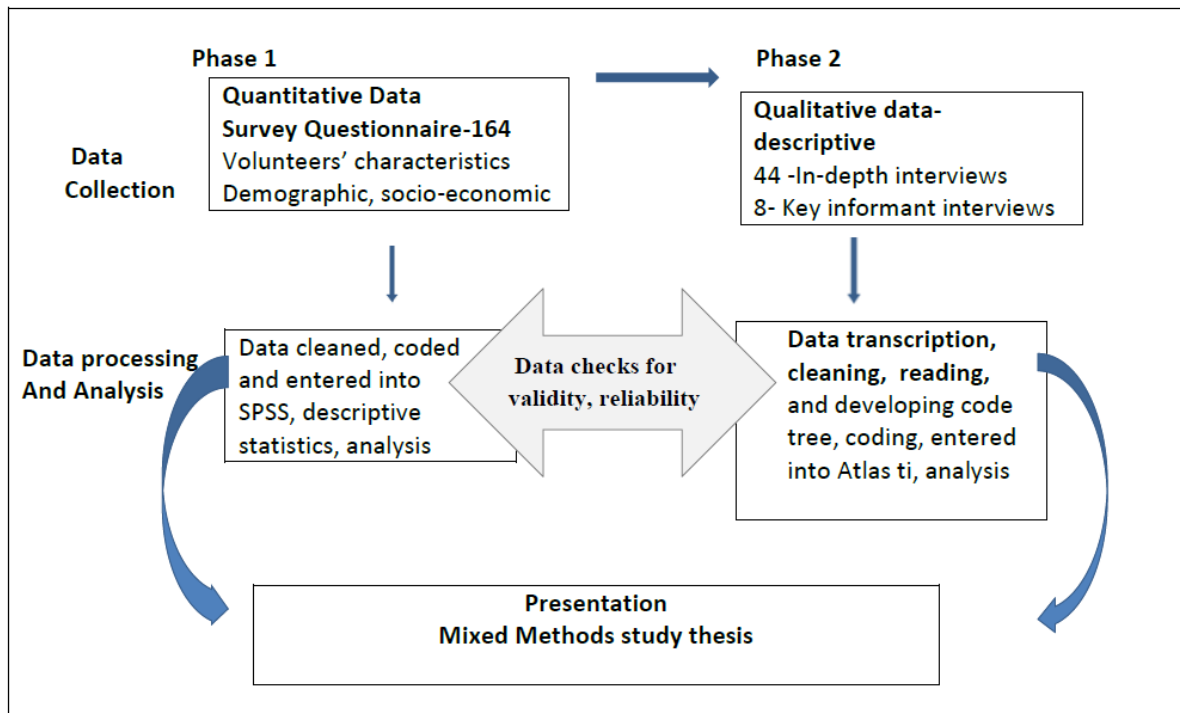 Phase 1
Phase 2
Data
Collection
Quantitative Data
Survey Questionnaire-164
Volunteers’ characteristics
Demographic, socio-economic
Qualitative data-
descriptive
44 -In-depth interviews
8- Key informant interviews
Data processing
And Analysis
Data cleaned, coded
and entered into
SPSS, descriptive
statistics, analysis
Data checks for
validity, reliability
Data transcription,
cleaning, reading,
and developing code
tree, coding, entered
into Atlas ti, analysis
Presentation
Mixed Methods study thesis